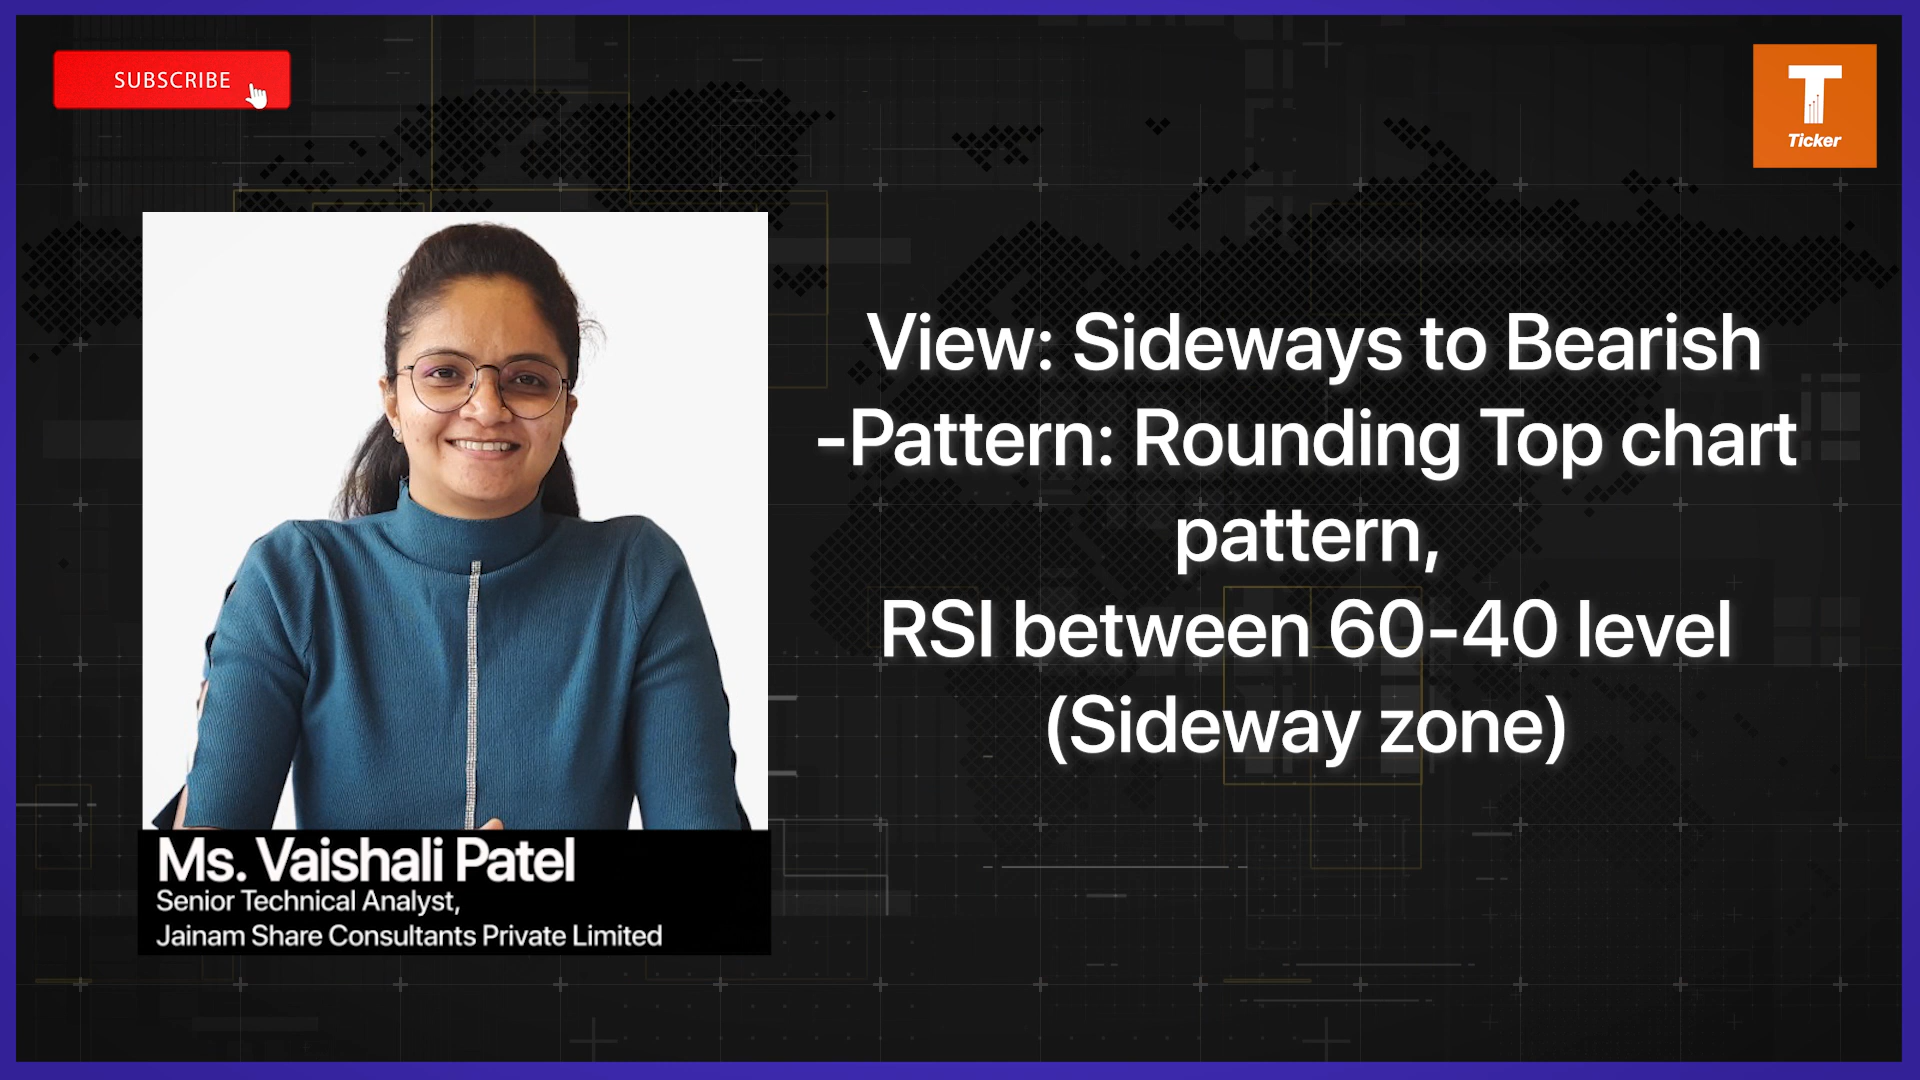 SUBSCRIBE
T
Ticker
View: Sideways to Bearish
-Pattern: Rounding Top chart
pattern,
RSI between 60-40 level
(Sideway zone)
Ms. Vaishali Patel
Senior Technical Analyst,
Jainam Share Consultants Private Limited